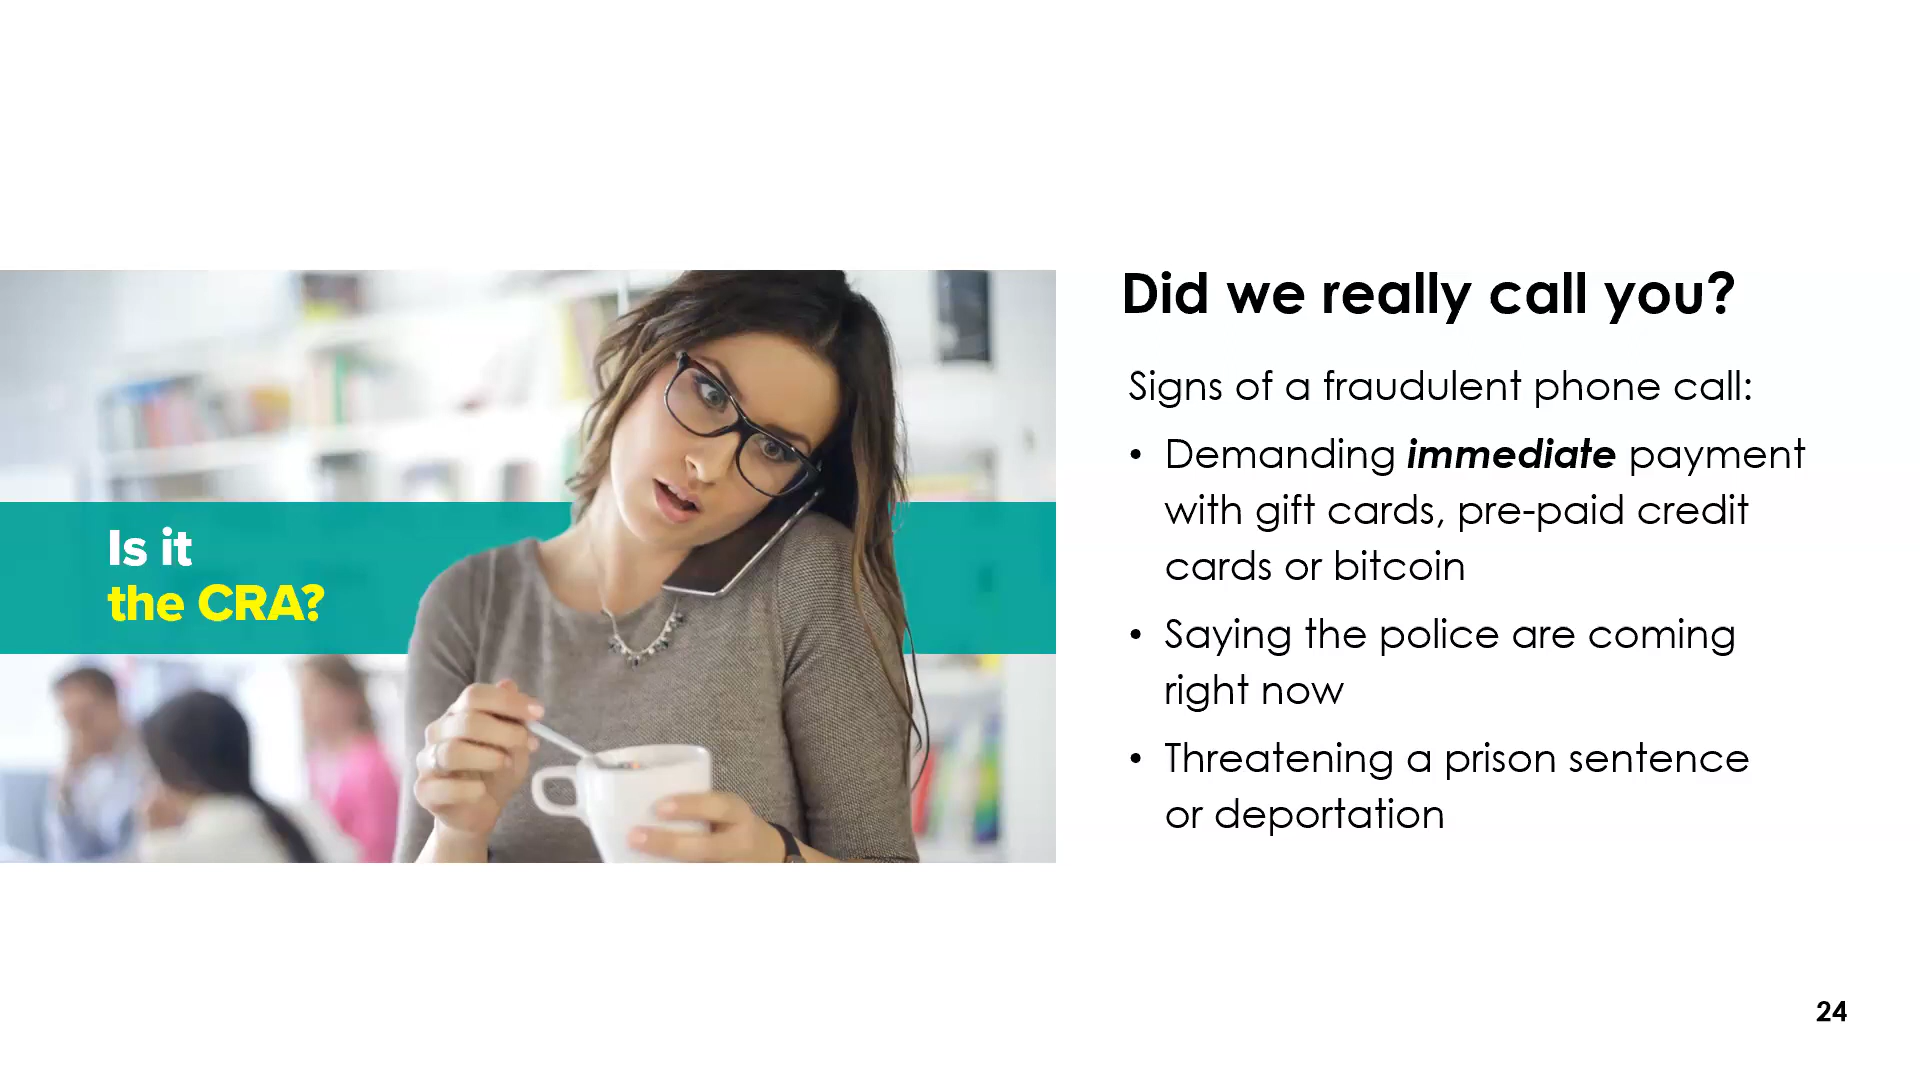 Is it
the CRA?
Did we really call you?
Signs of a fraudulent phone call:
• Demanding immediate payment
with gift cards, pre-paid credit
cards or bitcoin
• Saying the police are coming
right now
• Threatening a prison sentence
or deportation
24